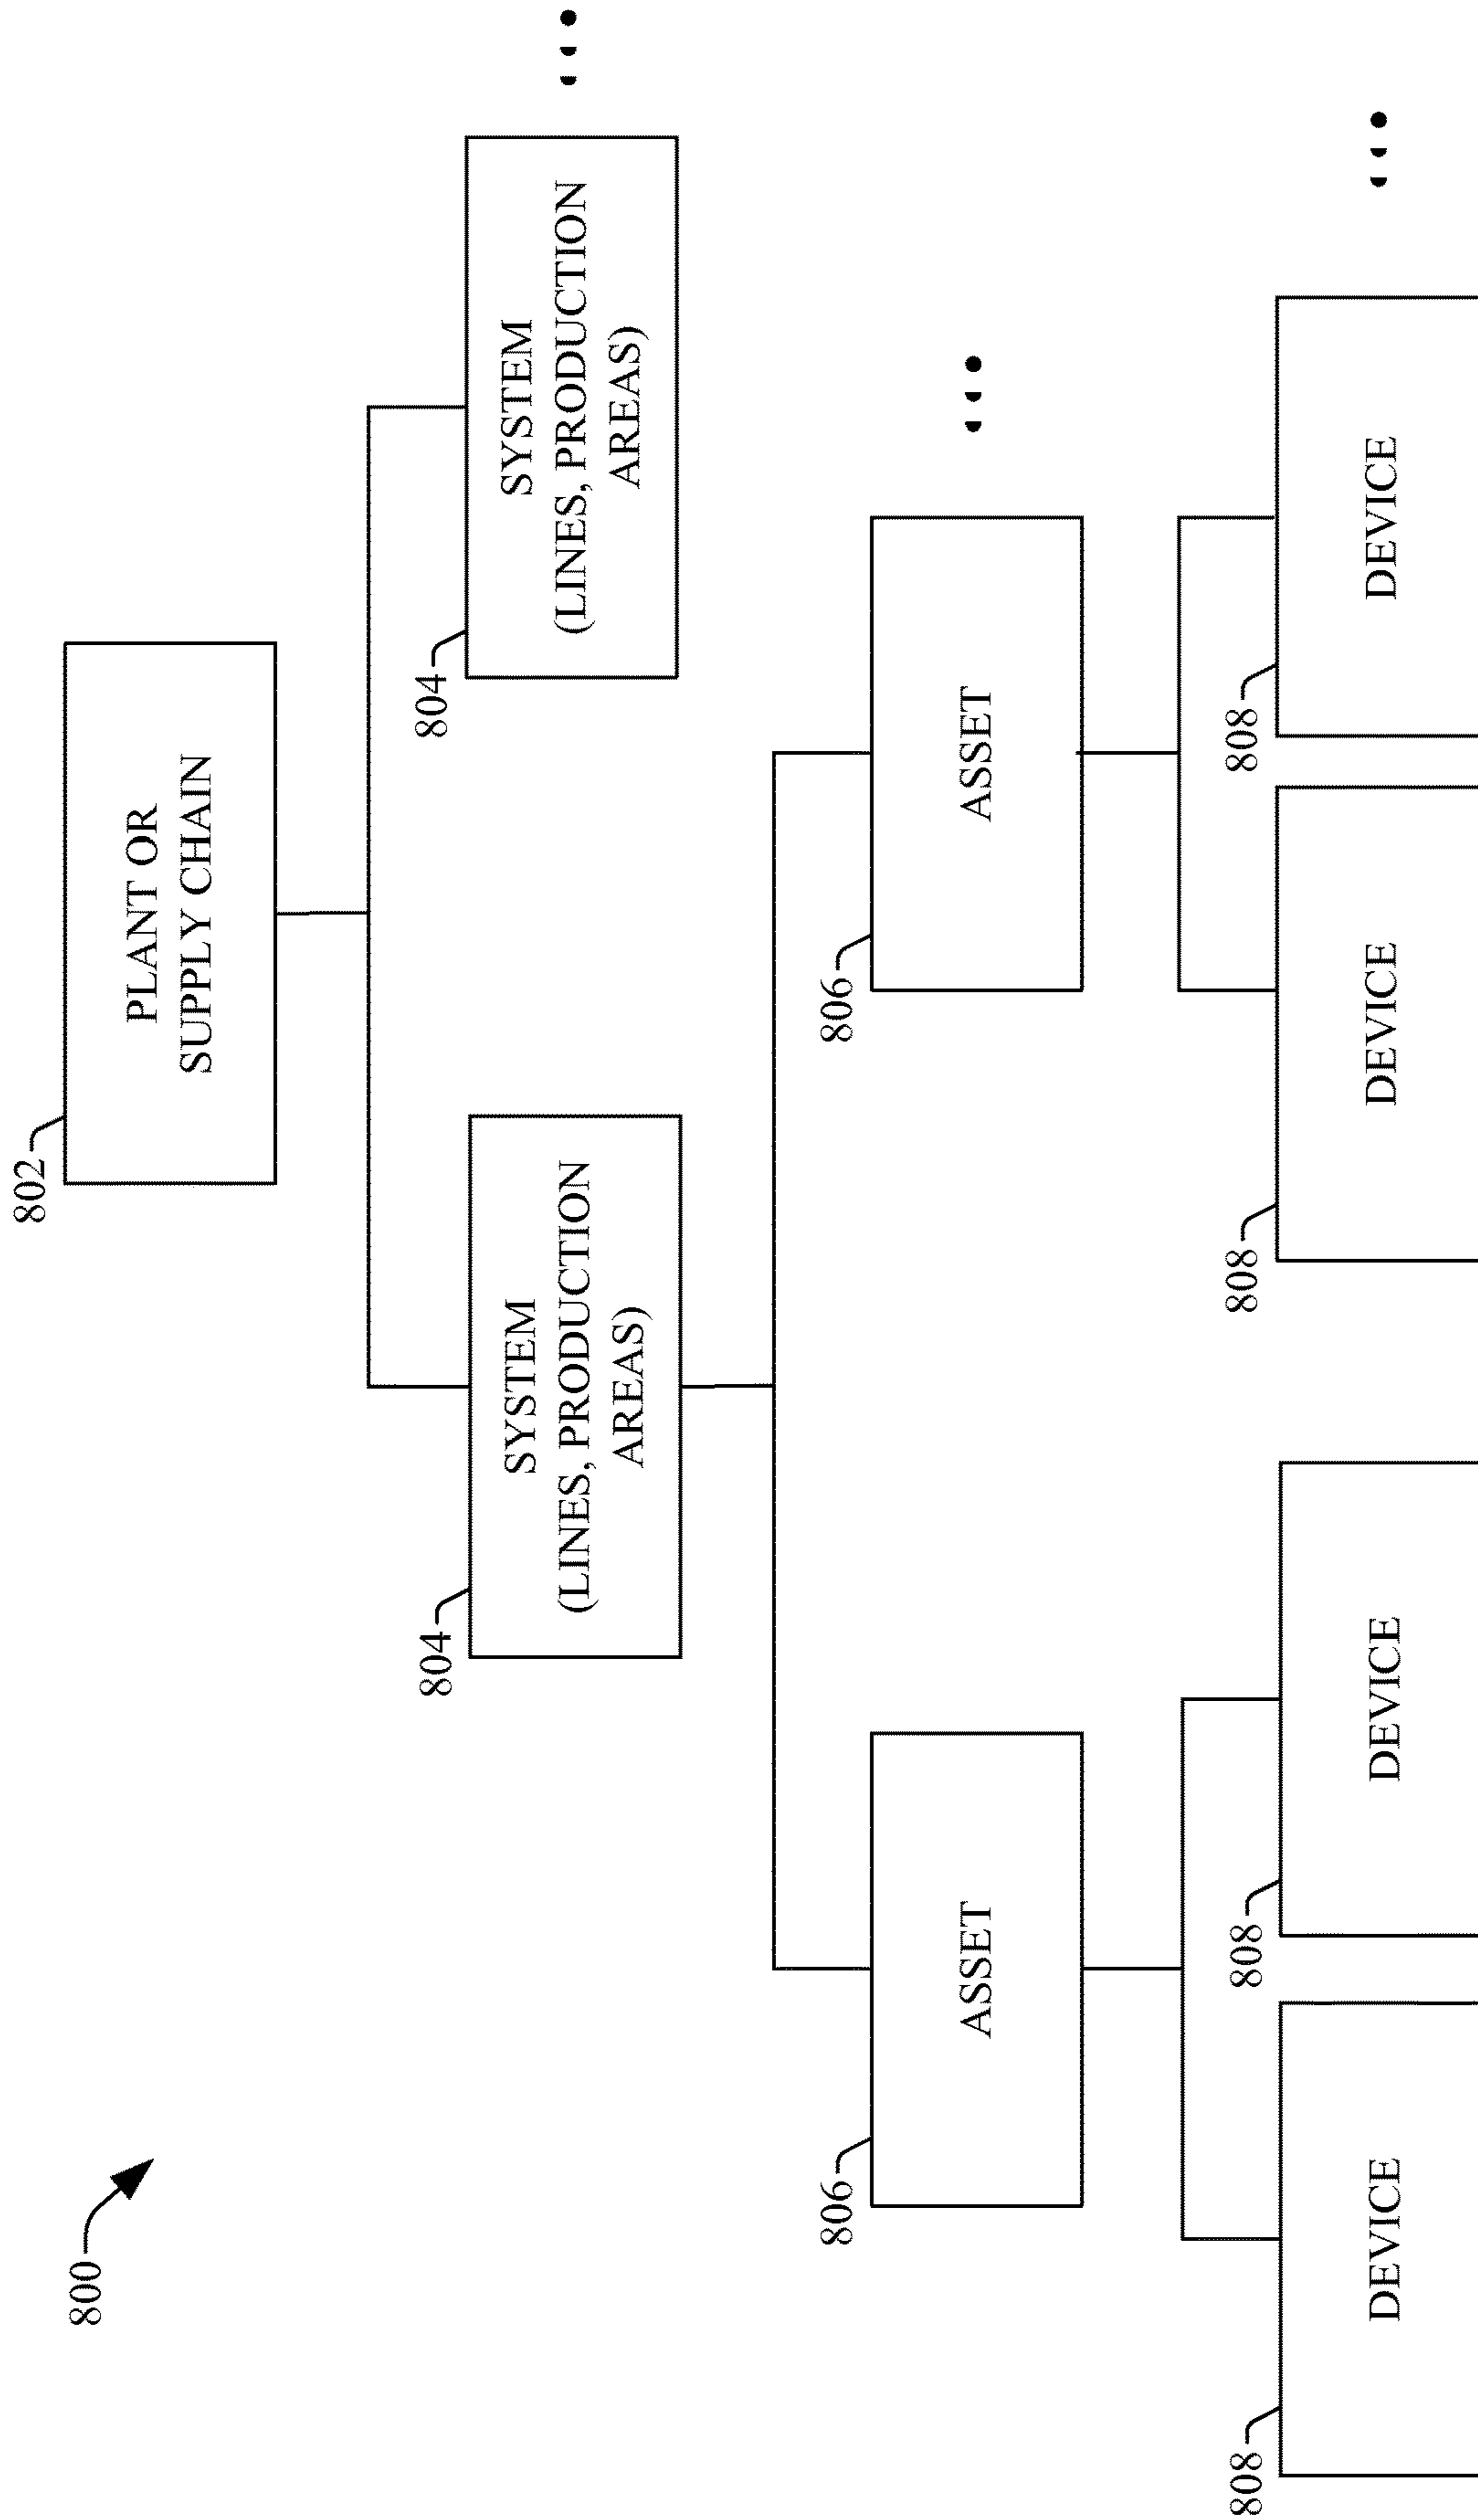 800
802
PLANT OR
SUPPLY CHAIN
804
SYSTEM
(LINES, PRODUCTION
AREAS)
804
SYSTEM
(LINES, PRODUCTION
AREAS)
806
ASSET
806
ASSET
808
DEVICE
808
DEVICE
808
DEVICE
808
DEVICE